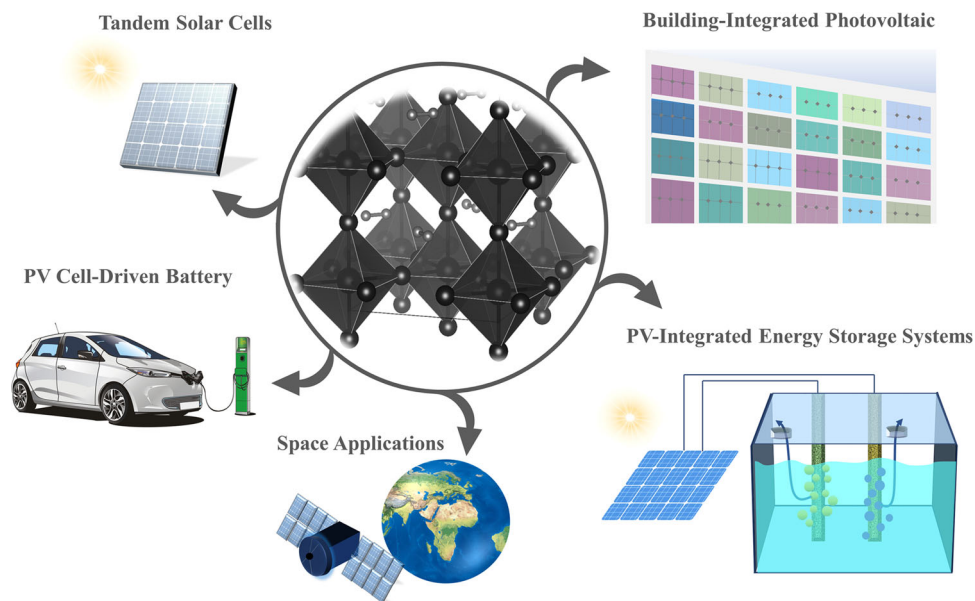 Tandem Solar Cells
Building-Integrated Photovoltaic
PV Cell-Driven Battery
PV-Integrated Energy Storage Systems
Space Applications